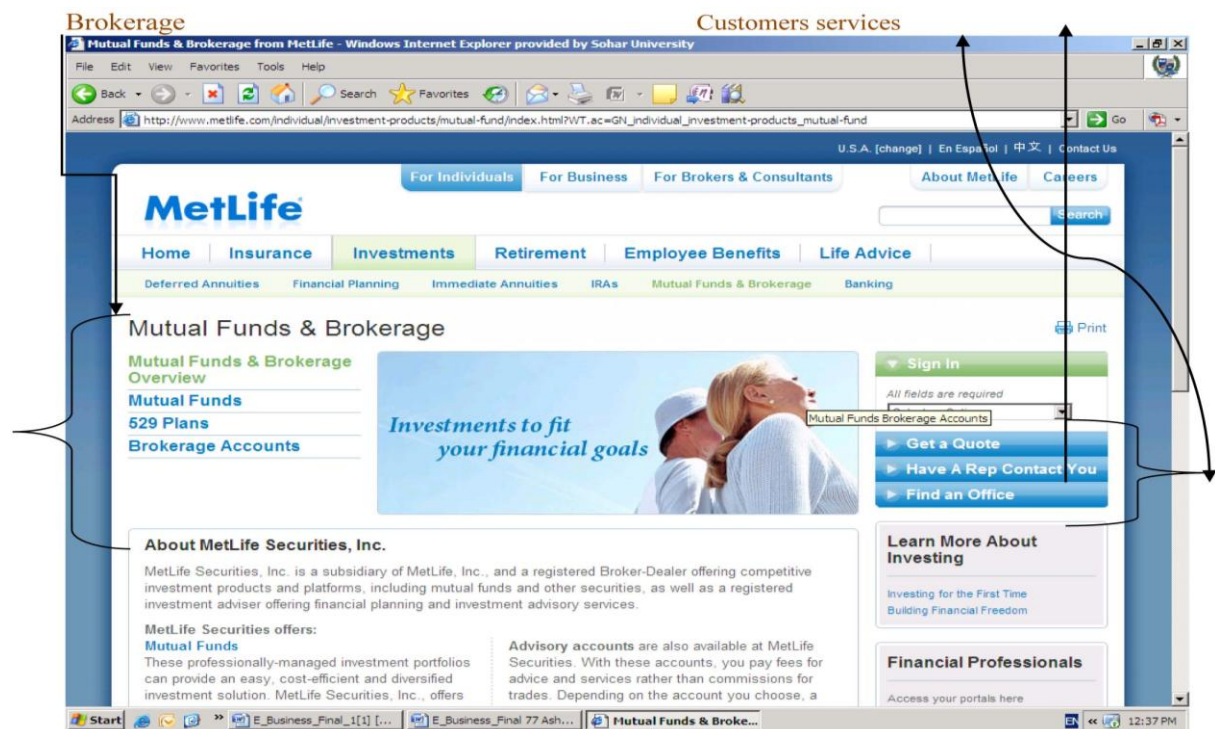 Brokerage
Customers services
Mutual Funds & Brokerage from MetLife - Windows Internet Explorer provided by Sohar University
File Edit View Favorites Tools Help
Back Search Favorites
Address http://www.metlife.com/individual/investment-products/mutual-fund/index.html?WT.ac=GN_individual_investment-products_mutual-fund Go
U.S.A. [change] | En Español | 中文 | Contact Us
For Individuals For Business For Brokers & Consultants About MetLife Careers
MetLife
Search
Home Insurance Investments Retirement Employee Benefits Life Advice
Deferred Annuities Financial Planning Immediate Annuities IRAs Mutual Funds & Brokerage Banking
Mutual Funds & Brokerage
Print
Mutual Funds & Brokerage
Overview
Mutual Funds
529 Plans
Brokerage Accounts
Investments to fit
your financial goals
Sign In
All fields are required
Mutual Funds Brokerage Accounts
Get a Quote
Have A Rep Contact You
Find an Office
About MetLife Securities, Inc.
MetLife Securities, Inc. is a subsidiary of MetLife, Inc., and a registered Broker-Dealer offering competitive
investment products and platforms, including mutual funds and other securities, as well as a registered
investment adviser offering financial planning and investment advisory services.
MetLife Securities offers:
Mutual Funds
These professionally-managed investment portfolios
can provide an easy, cost-efficient and diversified
investment solution. MetLife Securities, Inc., offers
Advisory accounts are also available at MetLife
Securities. With these accounts, you pay fees for
advice and services rather than commissions for
trades. Depending on the account you choose, a
Learn More About
Investing
Investing for the First Time
Building Financial Freedom
Financial Professionals
Access your portals here
Start » E_Business_Final_1[1] [... E_Business_Final 77 Ash... Mutual Funds & Broke... EN « 12:37 PM